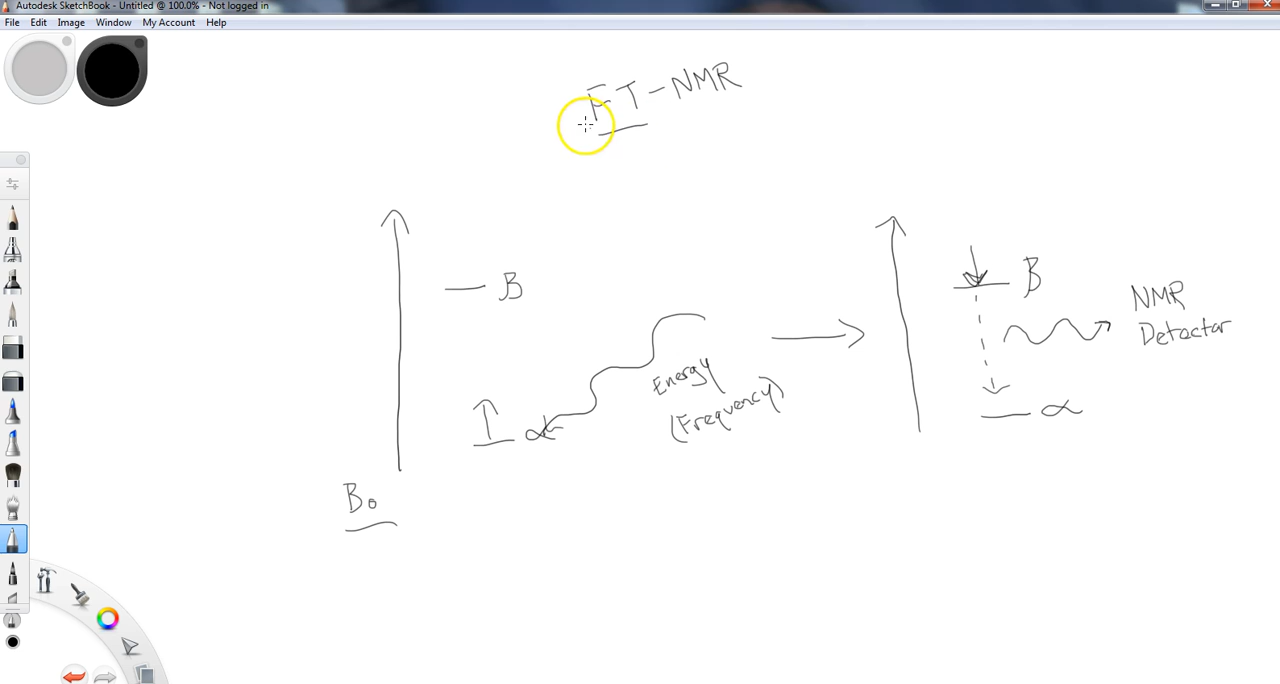 Autodesk SketchBook - Untitled @ 100.0% - Not logged in
File Edit Image Window My Account Help
FT-NMR
B
Energy
(Frequency)
α
B₀
B
α
NMR
Detector